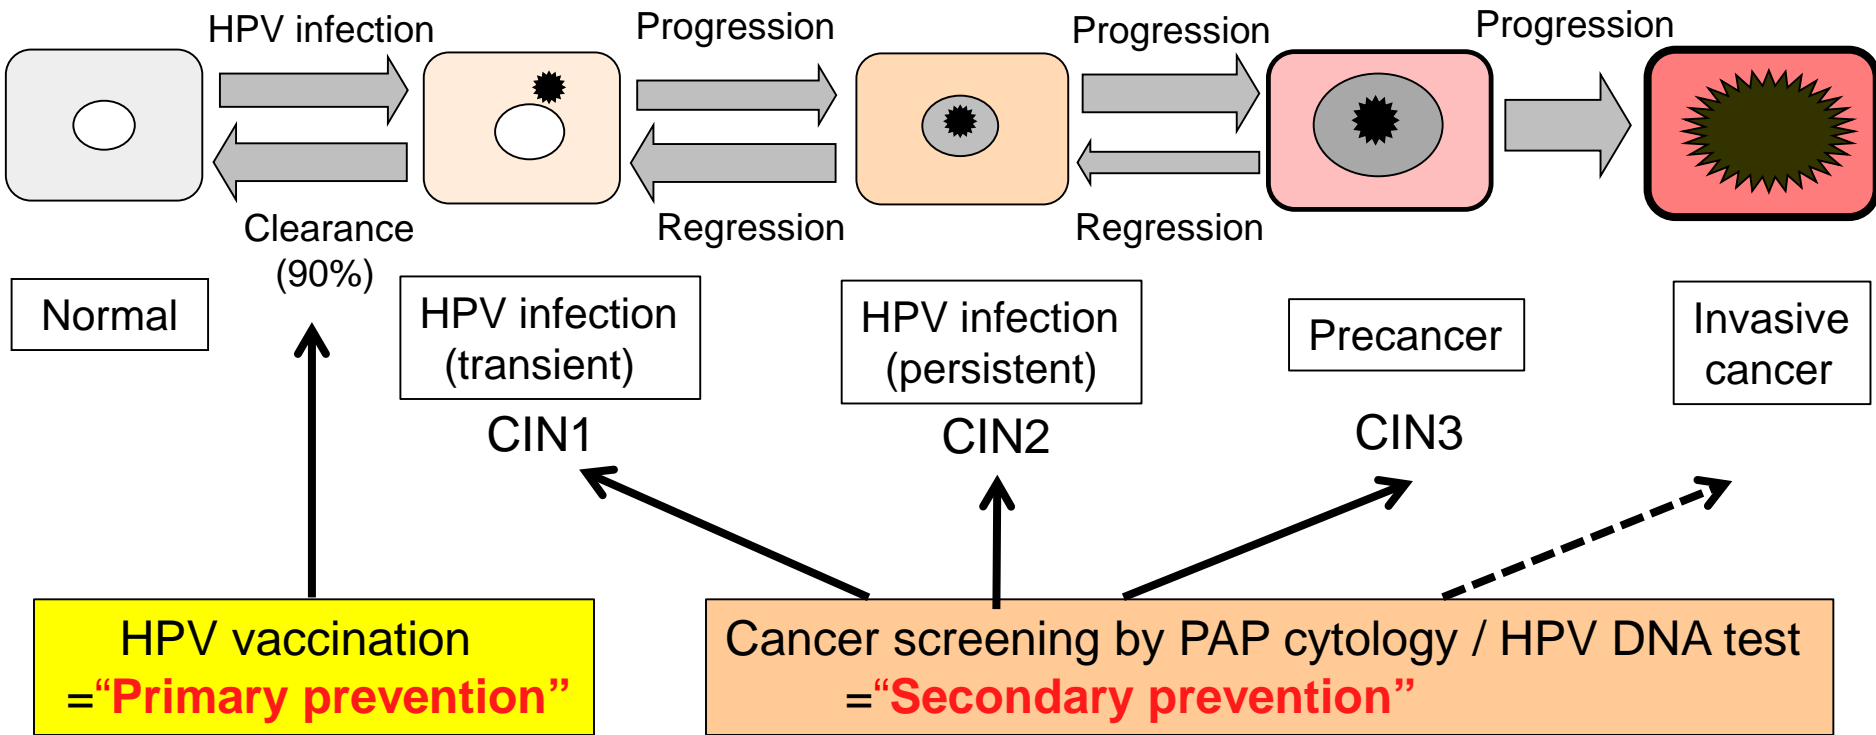 HPV infection
Progression
Progression
Progression
Clearance
(90%)
Regression
Regression
Normal
HPV infection
(transient)
HPV infection
(persistent)
Precancer
Invasive
cancer
CIN1
CIN2
CIN3
HPV vaccination
=“Primary prevention”
Cancer screening by PAP cytology / HPV DNA test
=“Secondary prevention”